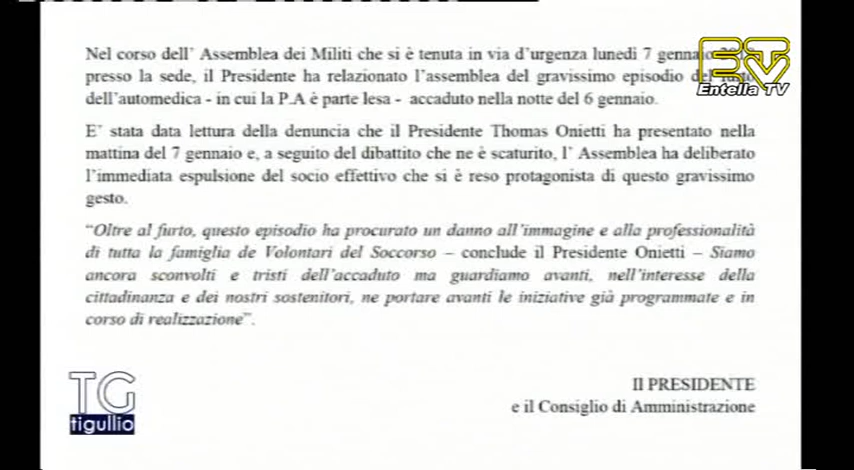 Nel corso dell' Assemblea dei Militi che si è tenuta in via d'urgenza lunedì 7 gennaio
presso la sede, il Presidente ha relazionato l'assemblea del gravissimo episodio del furto
dell'automedica - in cui la P.A è parte lesa - accaduto nella notte del 6 gennaio.
E' stata data lettura della denuncia che il Presidente Thomas Onietti ha presentato nella
mattina del 7 gennaio e, a seguito del dibattito che ne è scaturito, l' Assemblea ha deliberato
l'immediata espulsione del socio effettivo che si è reso protagonista di questo gravissimo
gesto.
"Oltre al furto, questo episodio ha procurato un danno all'immagine e alla professionalità
di tutta la famiglia de Volontari del Soccorso – conclude il Presidente Onietti – Siamo
ancora sconvolti e tristi dell'accaduto ma guardiamo avanti, nell'interesse della
cittadinanza e dei nostri sostenitori, ne portare avanti le iniziative già programmate e in
corso di realizzazione".
Il PRESIDENTE
e il Consiglio di Amministrazione
ETV
Entella TV
TG
tigullio